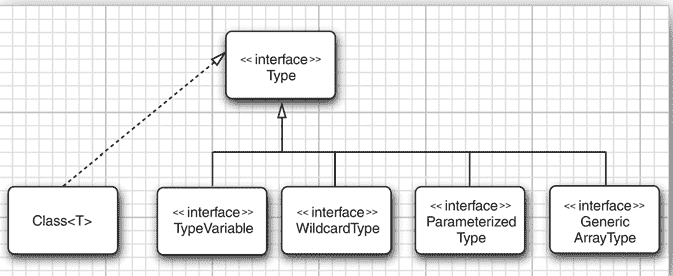 << interface>>
Type
Class<T>
<< interface>>
TypeVariable
<< interface>>
WildcardType
<< interface>>
Parameterized
Type
<< interface>>
Generic
ArrayType